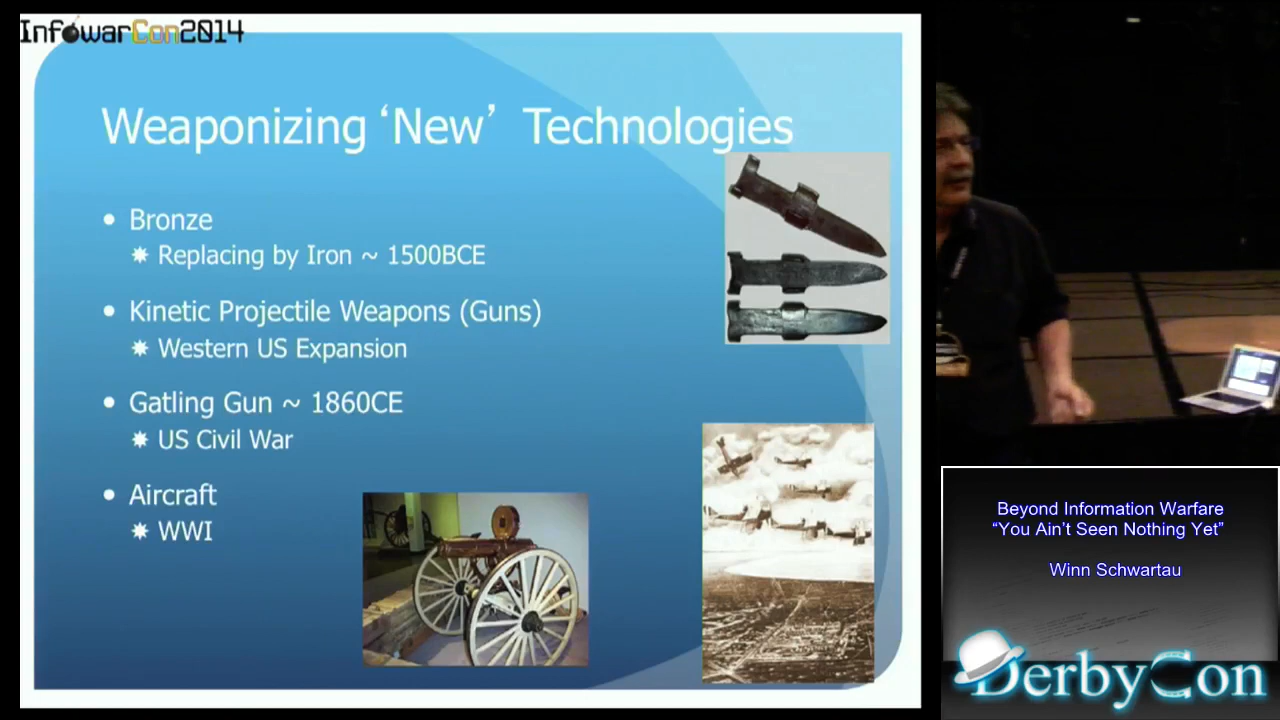 InfowarCon2014
Weaponizing ‘New’ Technologies
• Bronze
✷ Replacing by Iron ~ 1500BCE
• Kinetic Projectile Weapons (Guns)
✷ Western US Expansion
• Gatling Gun ~ 1860CE
✷ US Civil War
• Aircraft
✷ WWI
Beyond Information Warfare
“You Ain’t Seen Nothing Yet”
Winn Schwartau
DerbyCon